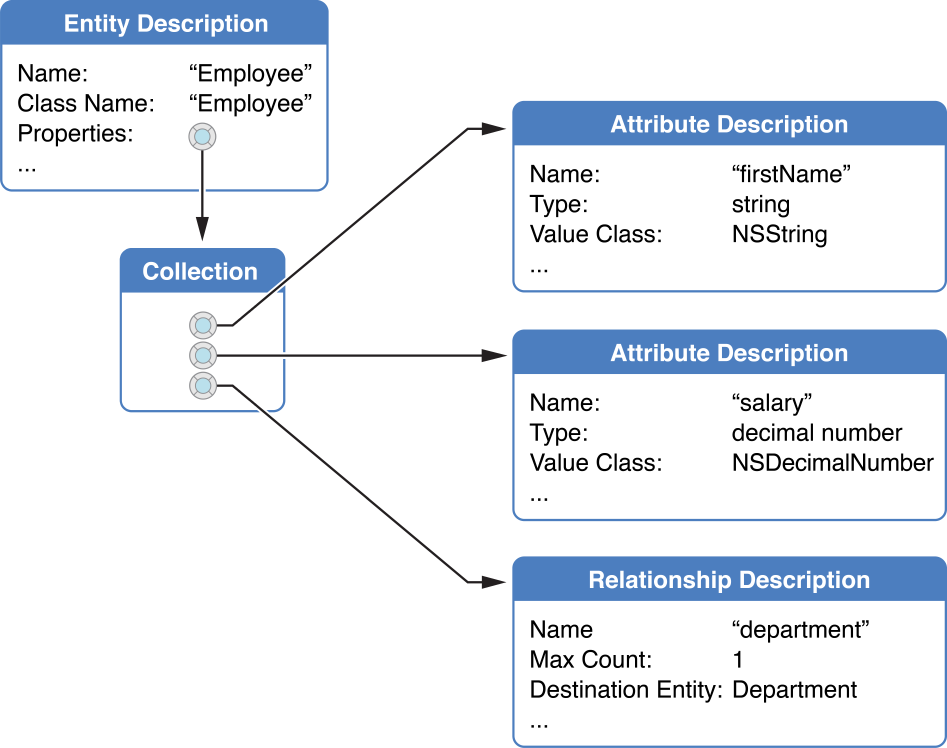 Entity Description
Name: “Employee”
Class Name: “Employee”
Properties:
...
Collection
Attribute Description
Name: “firstName”
Type: string
Value Class: NSString
...
Attribute Description
Name: “salary”
Type: decimal number
Value Class: NSDecimalNumber
...
Relationship Description
Name “department”
Max Count: 1
Destination Entity: Department
...